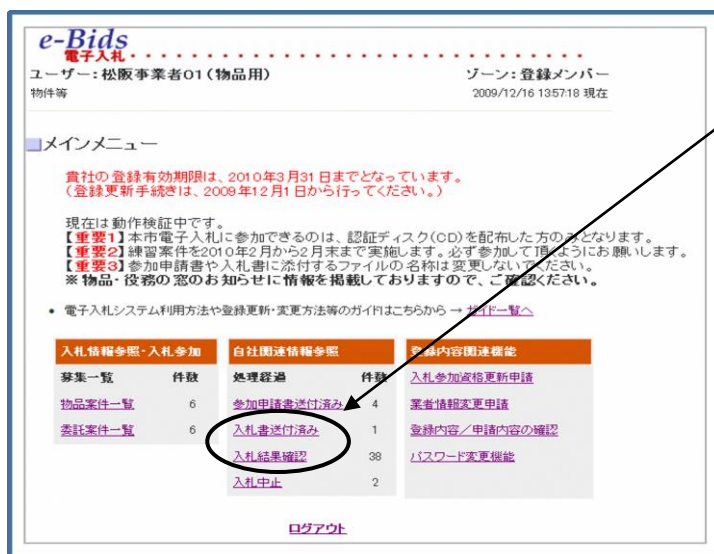 e-Bids
電子入札
ユーザー：松阪事業者01（物品用） ゾーン：登録メンバー
物件等 2009/12/16 13:57:18 現在
メインメニュー
貴社の登録有効期限は、2010年3月31日までとなっています。
（登録更新手続きは、2009年12月1日から行ってください。）
現在は動作検証中です。
【重要1】本市電子入札に参加できるのは、認証ディスク(CD)を配布した方のみとなります。
【重要2】練習案件を2010年2月から2月末まで実施します。必ず参加して頂くようにお願いします。
【重要3】参加申請書や入札書に添付するファイルの名称は変更しないでください。
※物品・役務の窓のお知らせに情報を掲載しておりますので、ご確認ください。
• 電子入札システム利用方法や登録更新・変更方法等のガイドはこちらから → ガイド一覧へ
入札情報参照・入札参加 自社関連情報参照 登録内容関連機能
募集一覧 件数 処理経過 件数 入札参加資格更新申請
物品案件一覧 6 参加申請書送付済み 4 業者情報変更申請
委託案件一覧 6 入札書送付済み 1 登録内容／申請内容の確認
入札結果確認 38 パスワード変更機能
入札中止 2
ログアウト